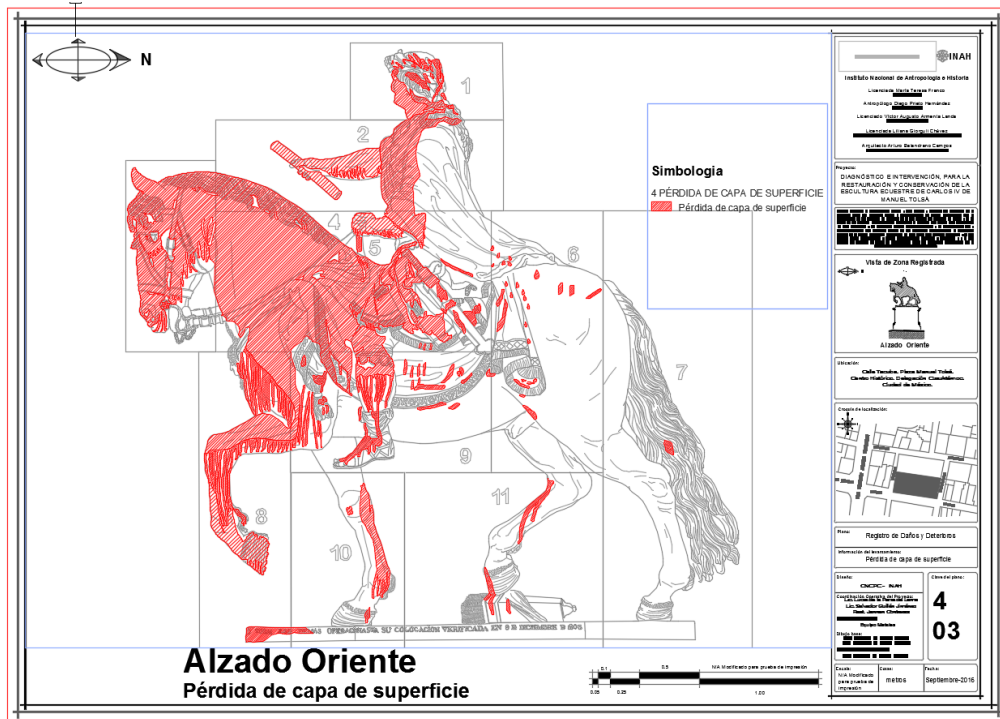 N
1
2
4
5
6
7
8
9
10
11
Simbologia
4 PÉRDIDA DE CAPA DE SUPERFICIE
Pérdida de capa de superficie
SU COLOCACIÓN VERIFICADA EN
Alzado Oriente
Pérdida de capa de superficie
0.1
0.5
N/A Modificado para prueba de impresión
0.05
0.25
1.00
INAH
Instituto Nacional de Antropología e Historia
Licenciada María Teresa Franco
Antropólogo Diego Prieto Hernández
Licenciado Víctor Augusto Armenta Landa
Licenciada Liliana Giorguli Chávez
Arquitecto Arturo Balandrano Campos
Proyecto:
DIAGNÓSTICO E INTERVENCIÓN, PARA LA
RESTAURACIÓN Y CONSERVACIÓN DE LA
ESCULTURA ECUESTRE DE CARLOS IV DE
MANUEL TOLSÁ
Vista de Zona Registrada
Alzado Oriente
Ubicación:
Calle Tacuba, Plaza Manuel Tolsá,
Centro Histórico, Delegación Cuauhtémoc,
Ciudad de México.
Croquis de localización:
Plano:
Registro de Daños y Deterioros
Información del levantamiento:
Pérdida de capa de superficie
Diseño:
CNCPC- INAH
Clave del plano:
4
03
Escala:
N/A Modificado
para prueba de
impresión
metros
Fecha:
Septiembre-2016